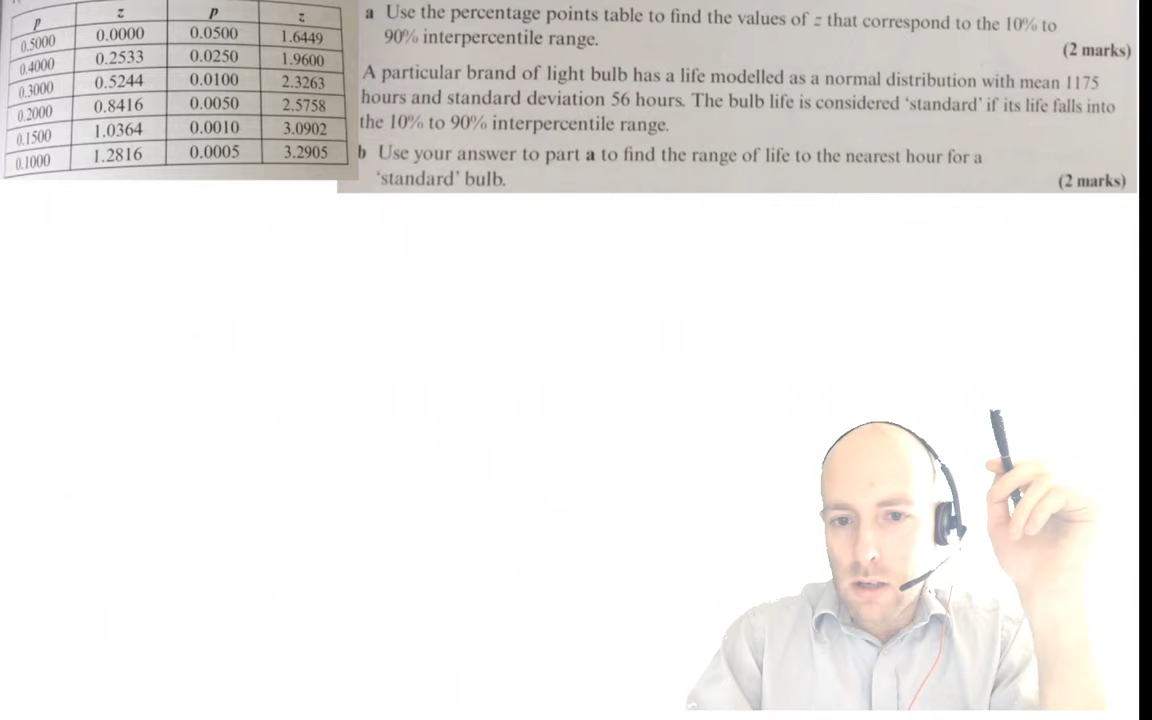 p z p z
0.5000 0.0000 0.0500 1.6449
0.4000 0.2533 0.0250 1.9600
0.3000 0.5244 0.0100 2.3263
0.2000 0.8416 0.0050 2.5758
0.1500 1.0364 0.0010 3.0902
0.1000 1.2816 0.0005 3.2905
a Use the percentage points table to find the values of z that correspond to the 10% to
90% interpercentile range.
(2 marks)
A particular brand of light bulb has a life modelled as a normal distribution with mean 1175
hours and standard deviation 56 hours. The bulb life is considered ‘standard’ if its life falls into
the 10% to 90% interpercentile range.
b Use your answer to part a to find the range of life to the nearest hour for a
‘standard’ bulb.
(2 marks)